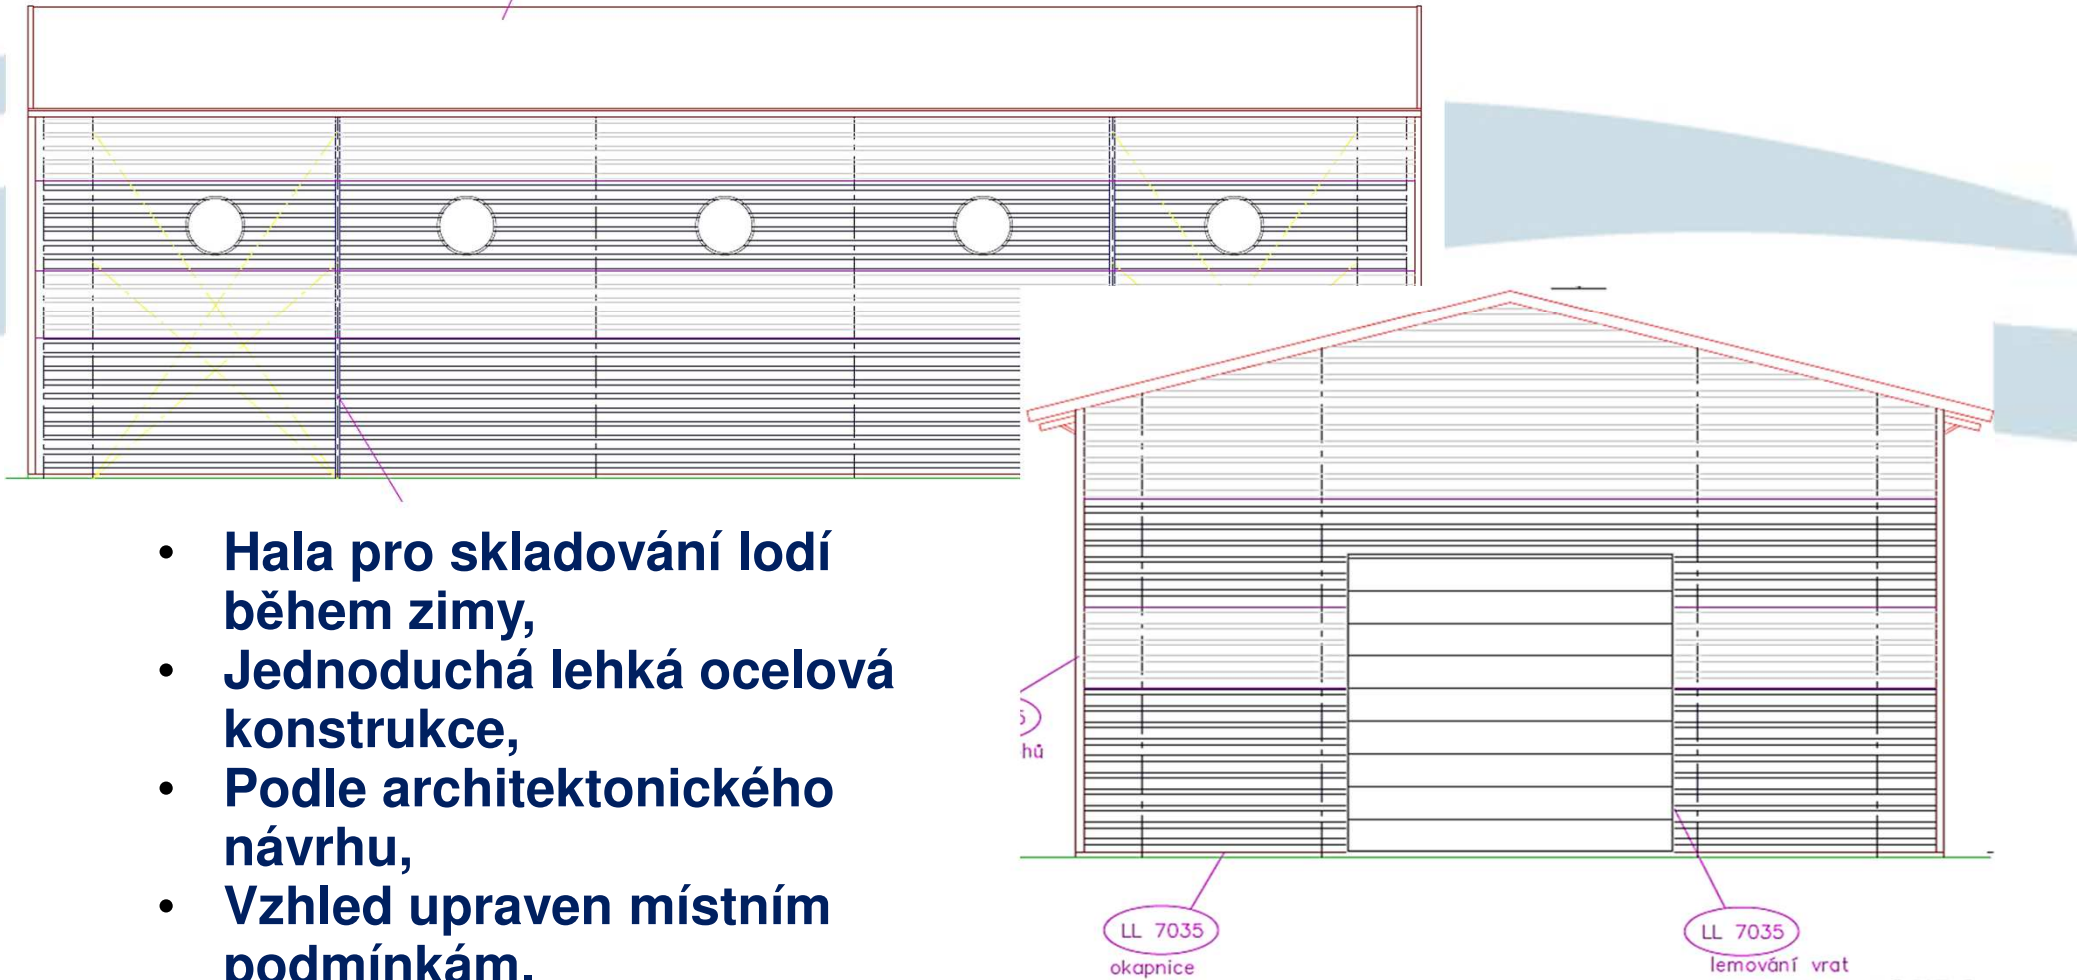 • Hala pro skladování lodí
během zimy,
• Jednoduchá lehká ocelová
konstrukce,
• Podle architektonického
návrhu,
• Vzhled upraven místním
podmínkám.
LL 7035
okapnice
LL 7035
lemování vrat